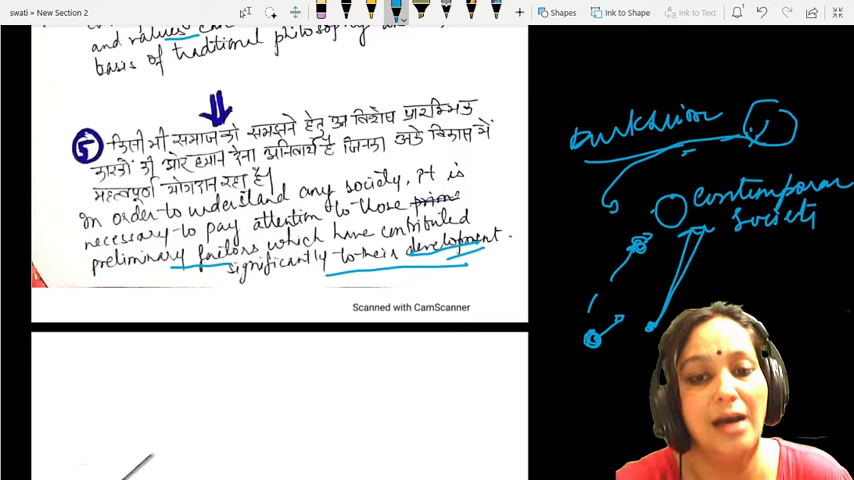 swati » New Section 2
Shapes
Ink to Shape
Ink to Text
and values
basis of traditional philosophy
5 किसी भी समाज को समझने हेतु उन विशेष प्रारम्भिक
कारकों की ओर ध्यान देना अनिवार्य है जिनका उनके विकास में
महत्वपूर्ण योगदान रहा है।
In order to understand any society, it is
necessary to pay attention to those prime
preliminary factors which have contributed
significantly to their development.
Scanned with CamScanner
Durkheim
Contemporary
Society